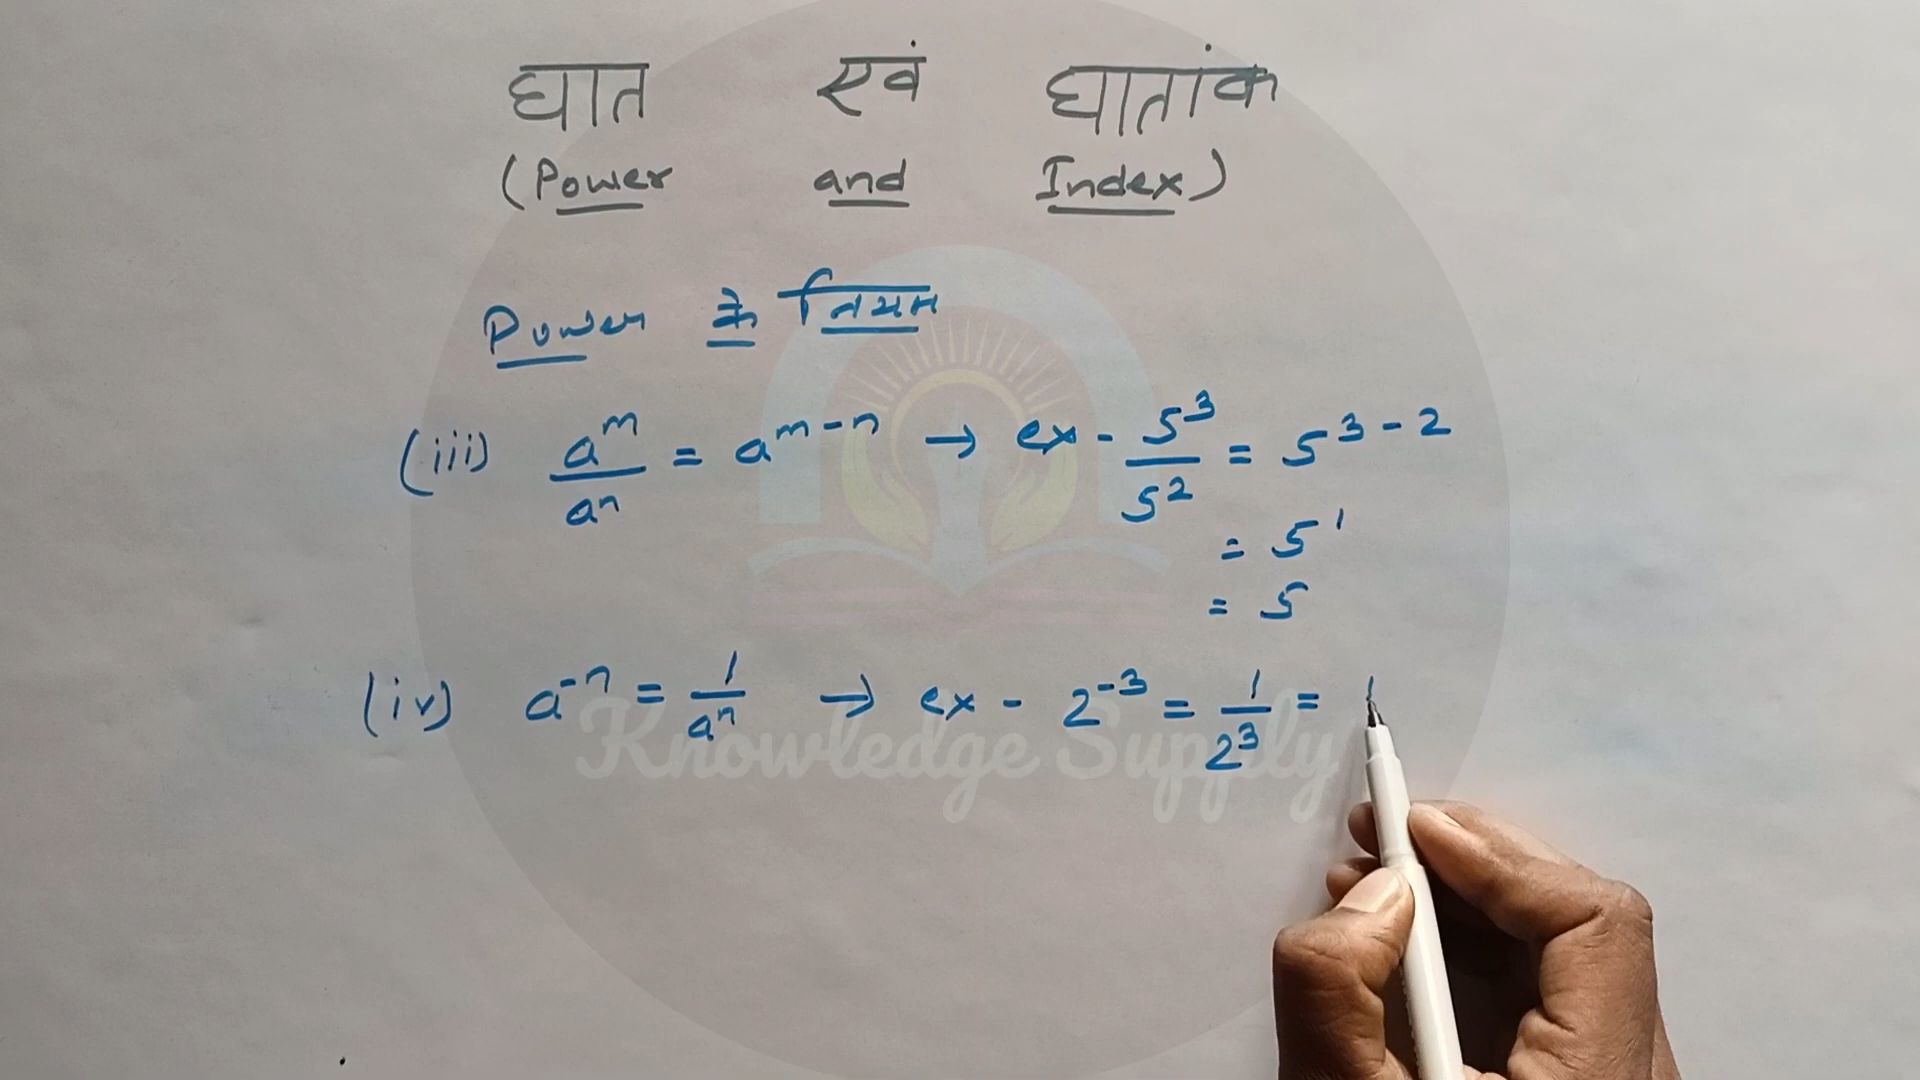 घात एवं घातांक
(Power and Index)
Power के नियम
(iii) a^m/a^n = a^(m-n) → ex - 5^3/5^2 = 5^(3-2)
= 5^1
= 5
(iv) a^-n = 1/a^n → ex - 2^-3 = 1/2^3 = 1
Knowledge Supply